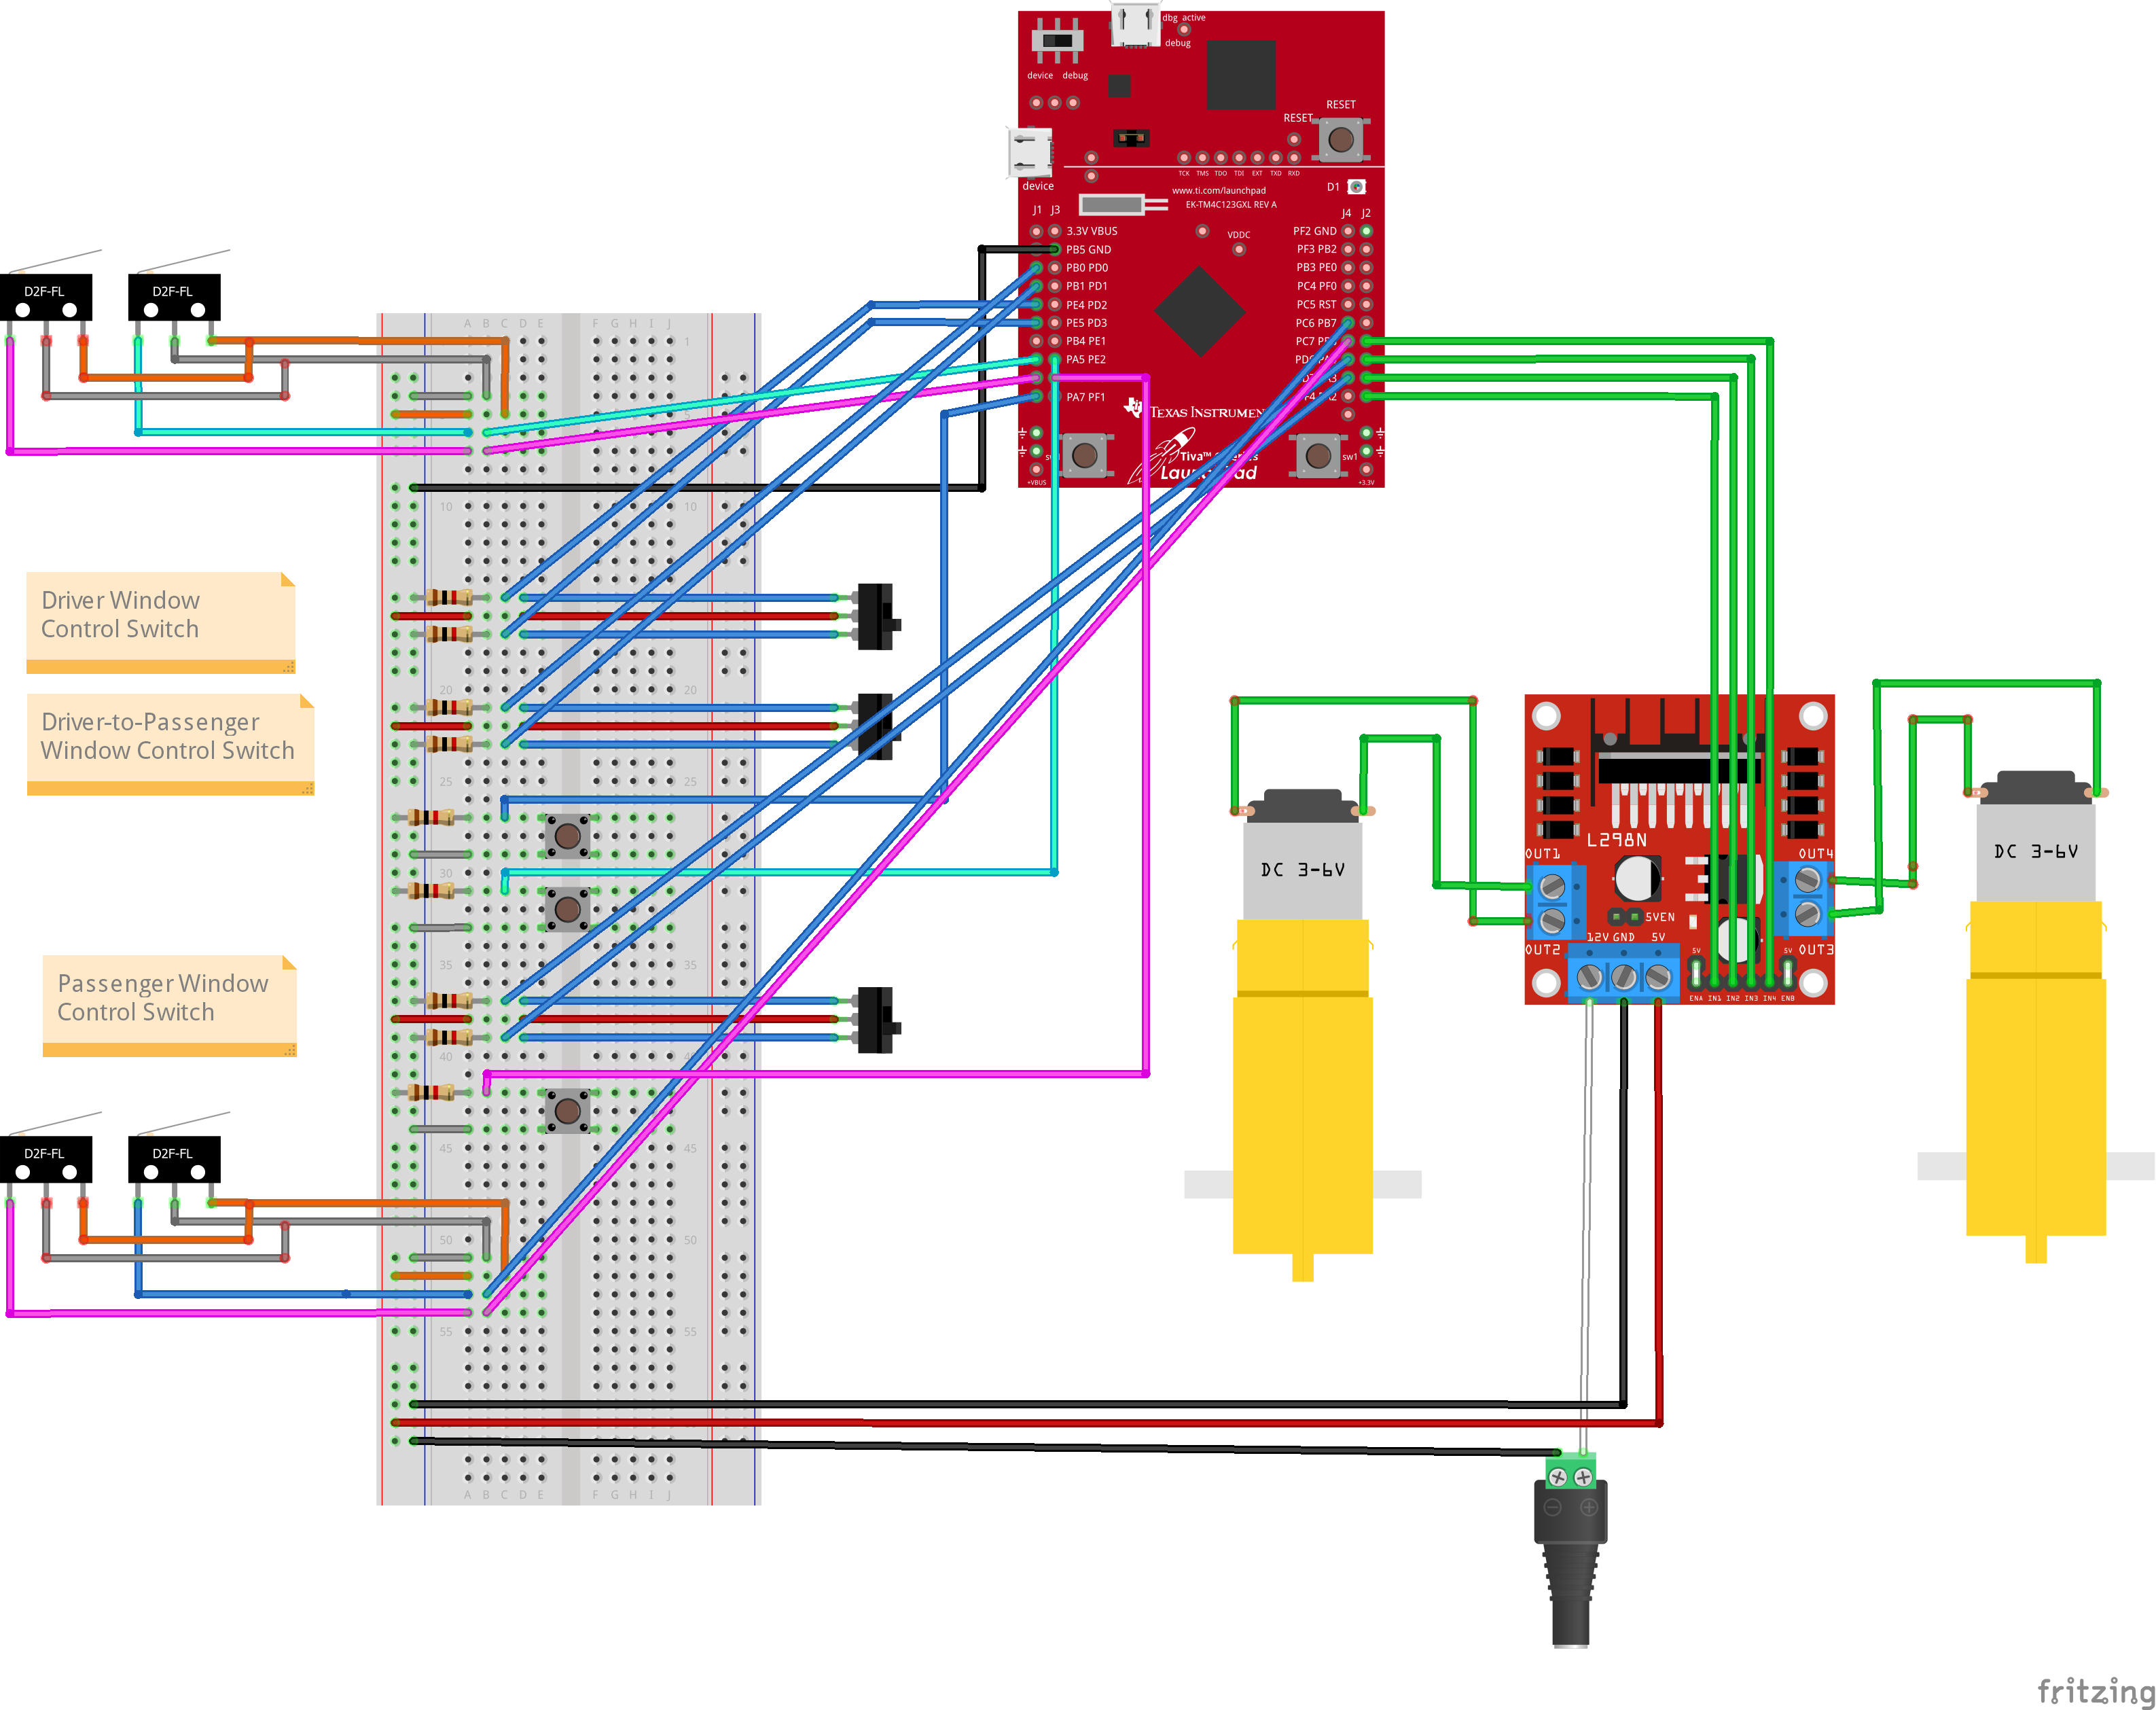 dbg active
debug
device debug
RESET
RESET
TCK TMS TDO TDI EXT TXD RXD
device
D1
www.ti.com/launchpad
EK-TM4C123GXL REV A
J1 J3
J4 J2
3.3V VBUS
PF2 GND
VDDC
PB5 GND
PF3 PB2
PB0 PD0
PB3 PE0
PB1 PD1
PC4 PF0
PE4 PD2
PC5 RST
PE5 PD3
PC6 PB7
PB4 PE1
PC7
PA5 PE2
PA7 PF1
TEXAS INSTRUMEN
Tiva™
LaunchPad
sw1
+VBUS
+3.3V
D2F-FL
D2F-FL
A B C D E F G H I J
1
10 10
Driver Window
Control Switch
20 20
Driver-to-Passenger
Window Control Switch
25 25
30 30
35 35
Passenger Window
Control Switch
40
45 45
D2F-FL
D2F-FL
50 50
55 55
A B C D E F G H I J
DC 3-6V
DC 3-6V
L298N
OUT1
OUT4
5VEN
12V GND 5V
OUT2
OUT3
5V
5V
ENA IN1 IN2 IN3 IN4 ENB
fritzing